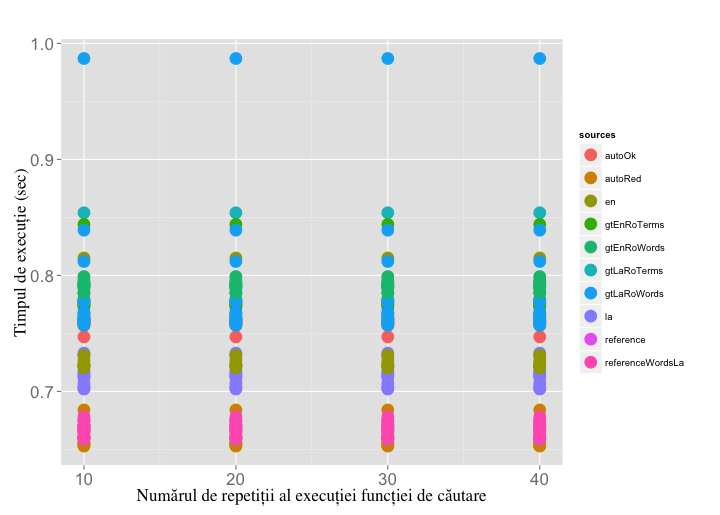 1.0
0.9
0.8
0.7
10 20 30 40
Timpul de execuție (sec)
Numărul de repetiții al execuției funcției de căutare
sources
autoOk
autoRed
en
gtEnRoTerms
gtEnRoWords
gtLaRoTerms
gtLaRoWords
la
reference
referenceWordsLa